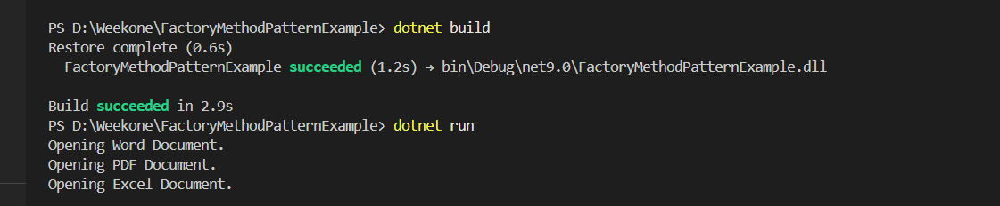 PS D:\Weekone\FactoryMethodPatternExample> dotnet build
Restore complete (0.6s)
  FactoryMethodPatternExample succeeded (1.2s) → bin\Debug\net9.0\FactoryMethodPatternExample.dll

Build succeeded in 2.9s
PS D:\Weekone\FactoryMethodPatternExample> dotnet run
Opening Word Document.
Opening PDF Document.
Opening Excel Document.